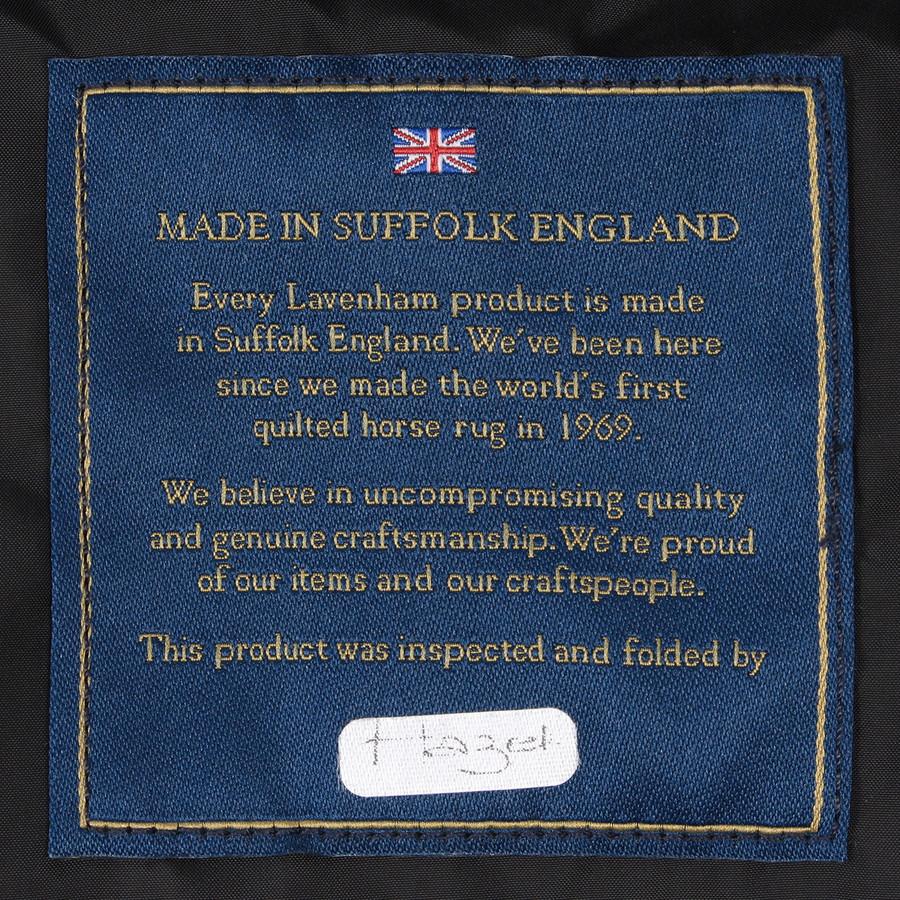 MADE IN SUFFOLK ENGLAND
Every Lavenham product is made
in Suffolk England. We've been here
since we made the world's first
quilted horse rug in 1969.
We believe in uncompromising quality
and genuine craftsmanship. We're proud
of our items and our craftspeople.
This product was inspected and folded by
Hazel